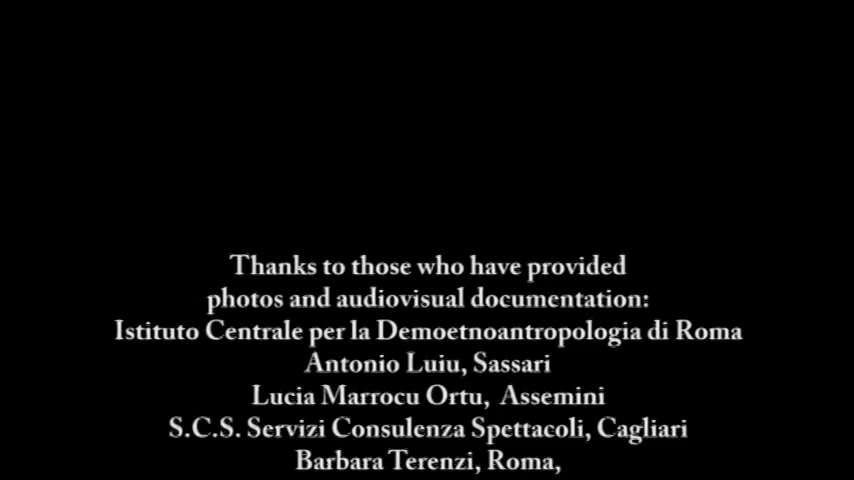 Thanks to those who have provided
photos and audiovisual documentation:
Istituto Centrale per la Demoetnoantropologia di Roma
Antonio Luiu, Sassari
Lucia Marrocu Ortu, Assemini
S.C.S. Servizi Consulenza Spettacoli, Cagliari
Barbara Terenzi, Roma,